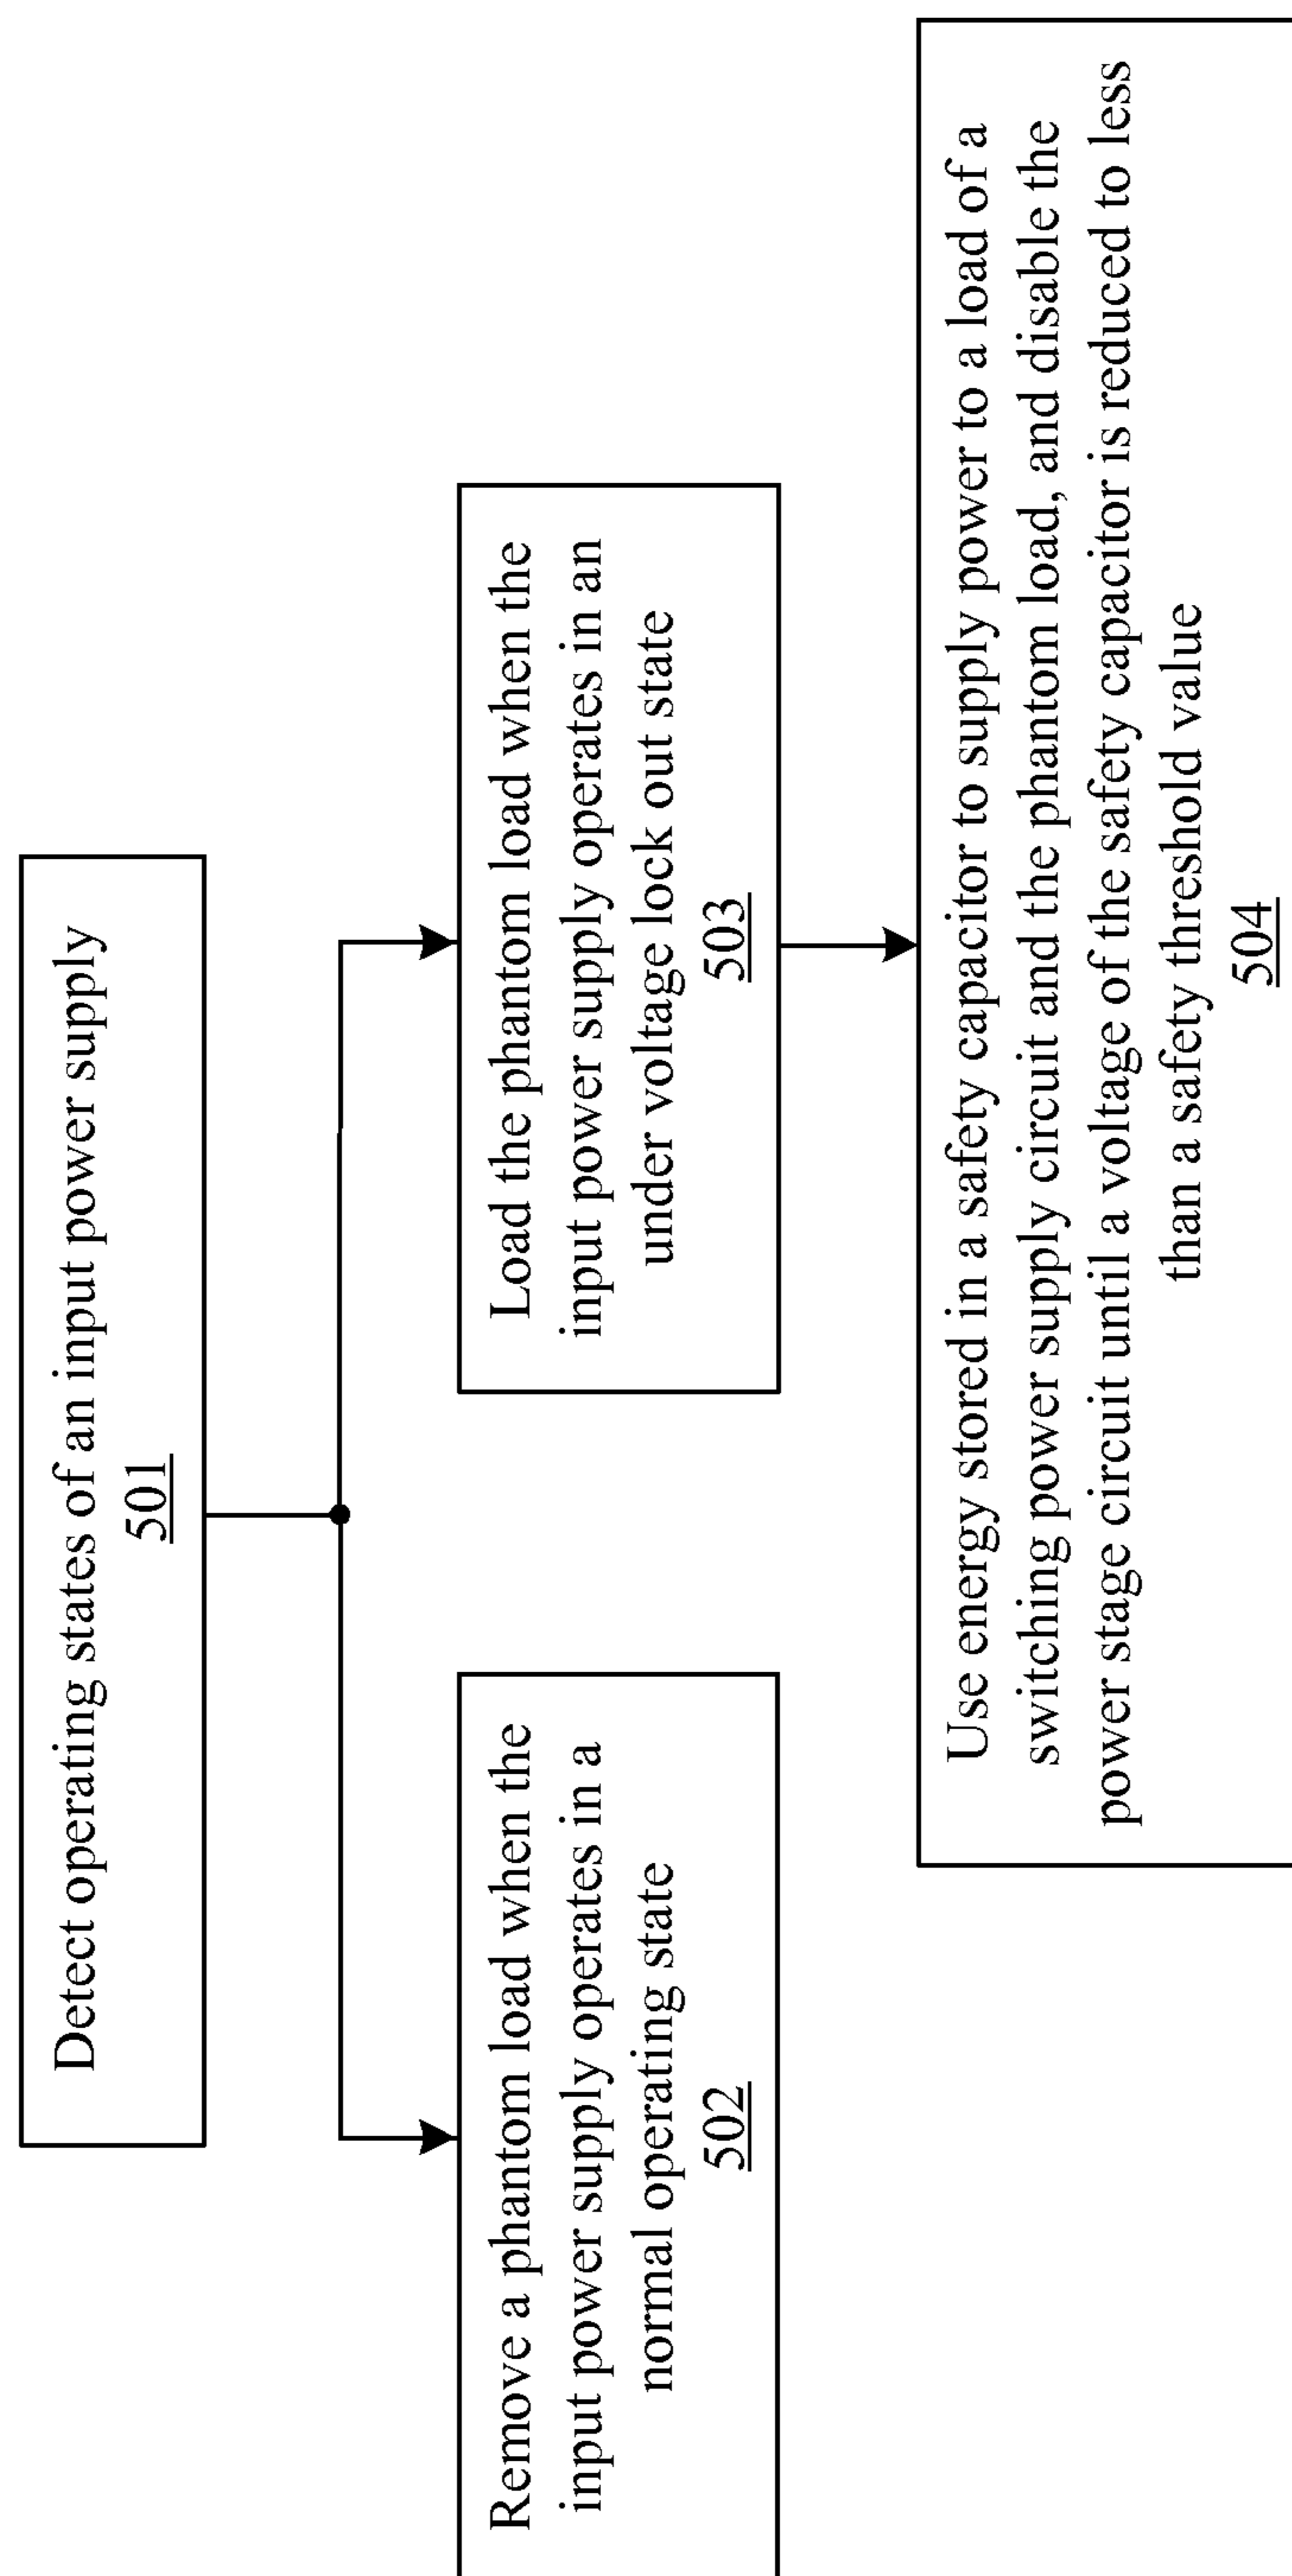 Detect operating states of an input power supply
501
Remove a phantom load when the
input power supply operates in a
normal operating state
502
Load the phantom load when the
input power supply operates in an
under voltage lock out state
503
Use energy stored in a safety capacitor to supply power to a load of a
switching power supply circuit and the phantom load, and disable the
power stage circuit until a voltage of the safety capacitor is reduced to less
than a safety threshold value
504